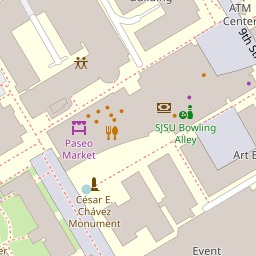 Building
ATM
Center
9th St
SJSU Bowling
Alley
Paseo
Market
Art B
César E.
Chávez
Monument
Event